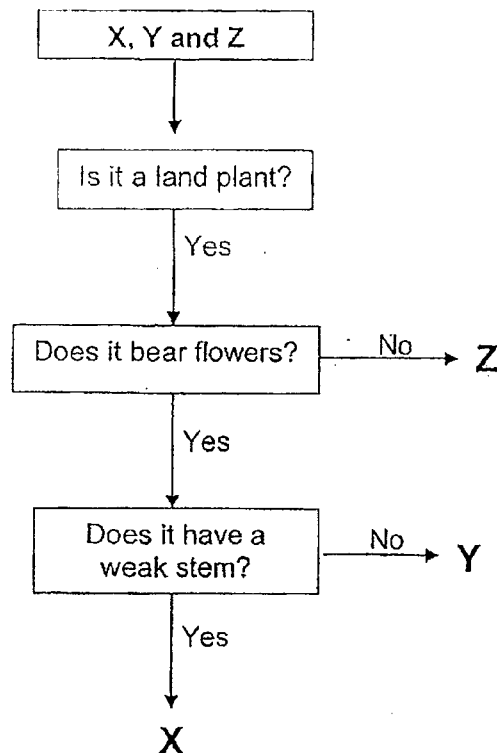 X, Y and Z
Is it a land plant?
Yes
Does it bear flowers?
No
Z
Yes
Does it have a
weak stem?
No
Y
Yes
X